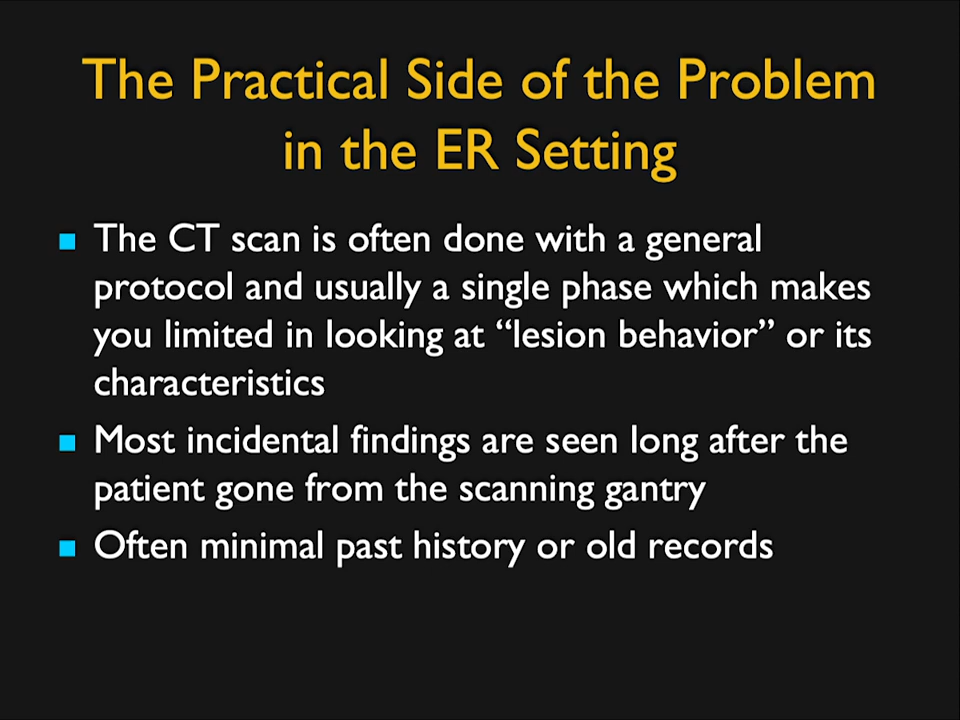 The Practical Side of the Problem
in the ER Setting
The CT scan is often done with a general
protocol and usually a single phase which makes
you limited in looking at “lesion behavior” or its
characteristics
Most incidental findings are seen long after the
patient gone from the scanning gantry
Often minimal past history or old records